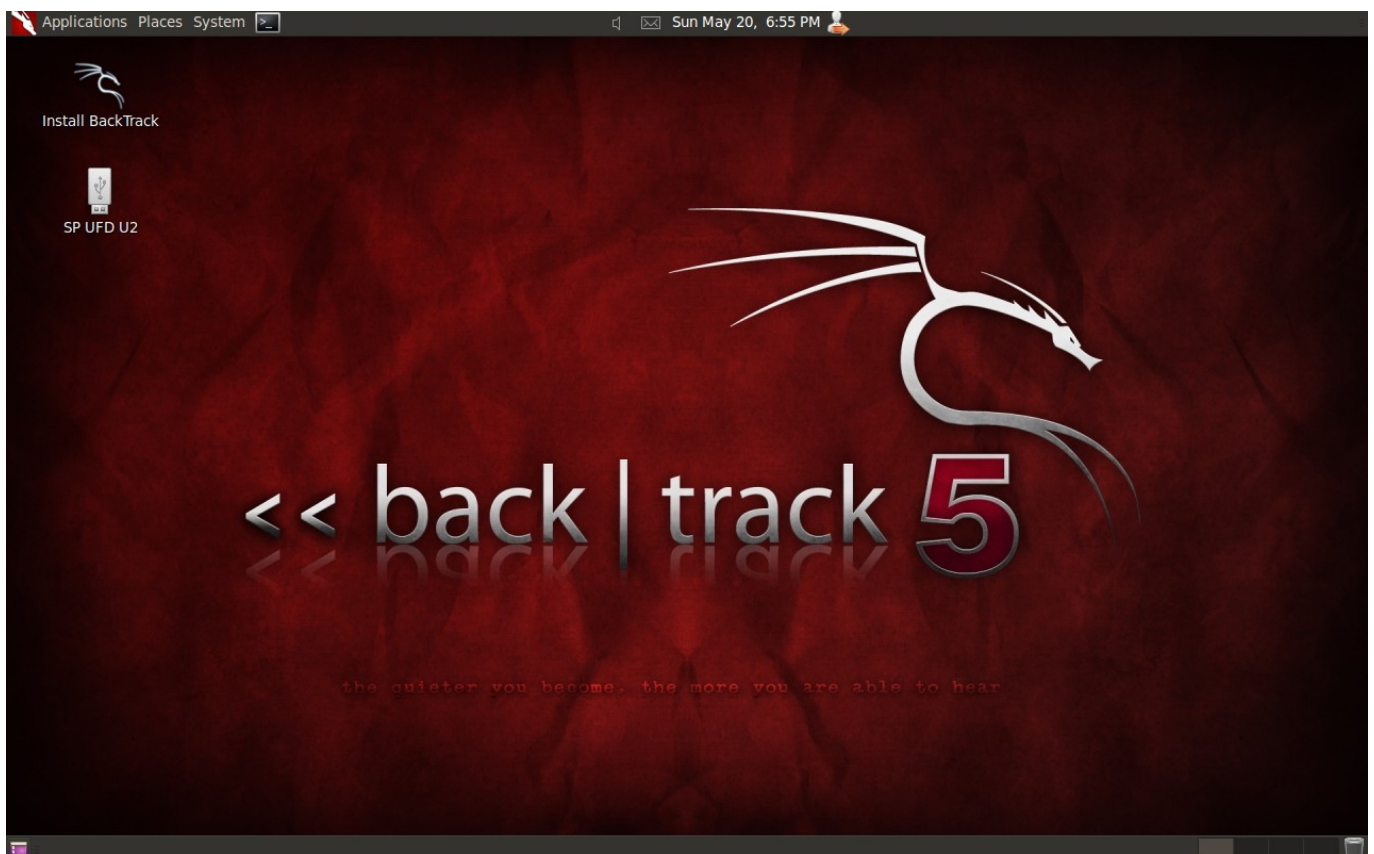 Applications Places System Sun May 20, 6:55 PM
Install BackTrack
SP UFD U2
<< back | track 5
the quieter you become, the more you are able to hear